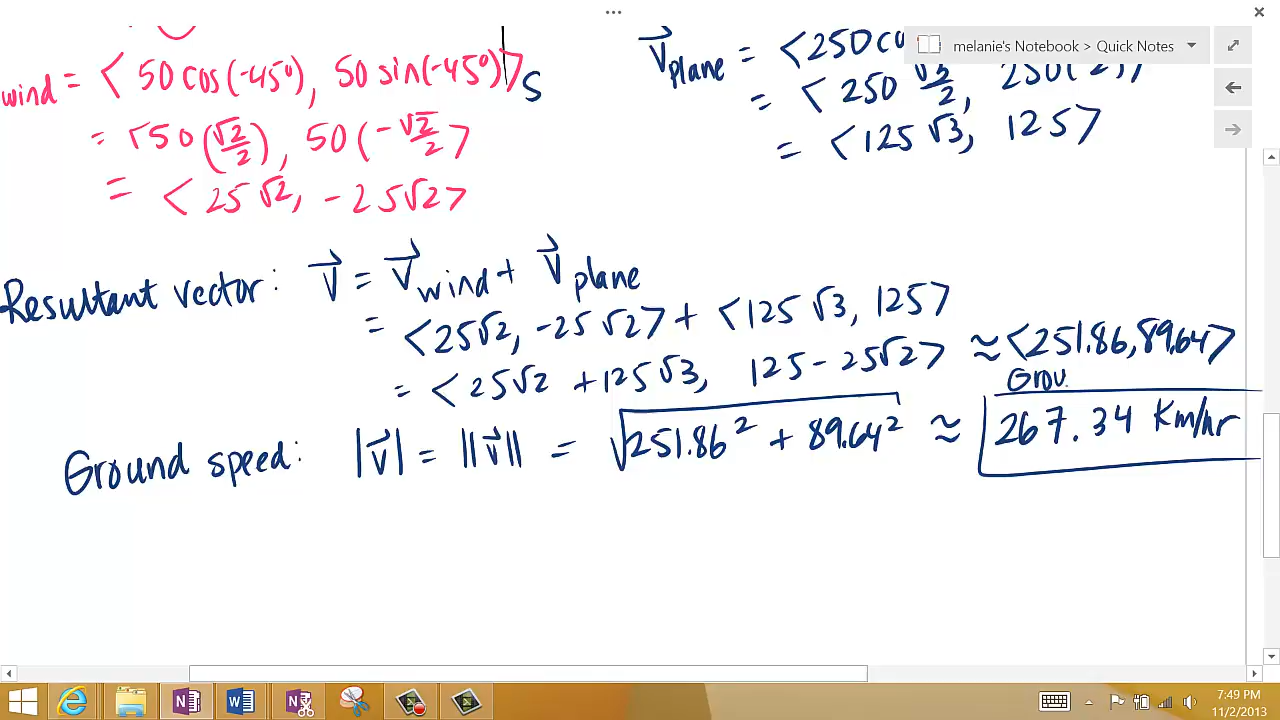 melanie's Notebook > Quick Notes
wind = <50 cos(-45°), 50 sin(-45°)>
S
= <50 (√2/2), 50 (-√2/2>
= <25√2, -25√2>
V plane = <250 co
= <250 √3/2, 250(
= <125√3, 125>
Resultant vector: V = V wind + V plane
= <25√2, -25√2> + <125√3, 125>
= <25√2 + 125√3, 125 - 25√2> ≈ <251.86, 89.64>
Grou
Ground speed: |V| = ||V|| = √251.86² + 89.64² ≈ 267.34 Km/hr
7:49 PM
11/2/2013